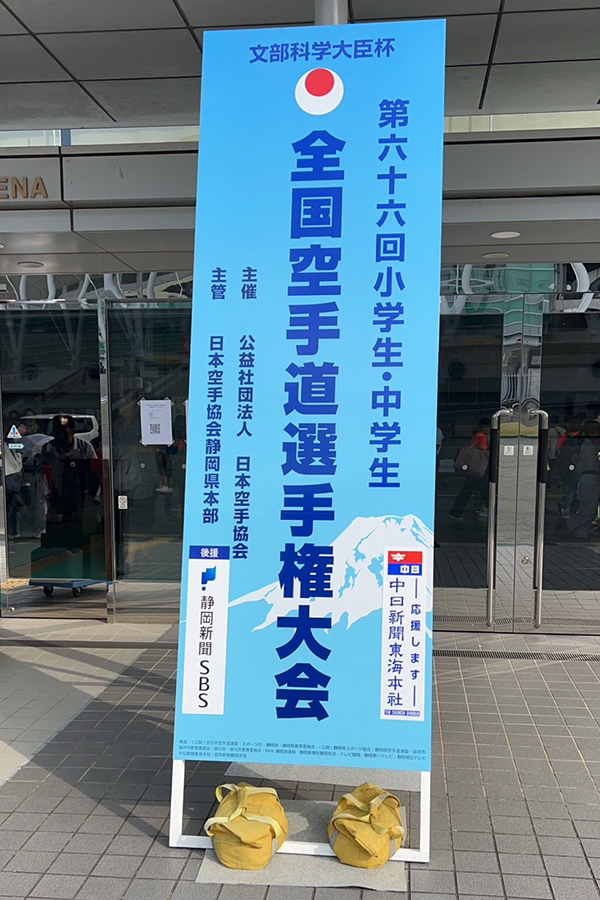 文部科学大臣杯
第六十六回小学生・中学生
全国空手道選手権大会
主催　公益社団法人　日本空手協会
主管　日本空手協会静岡県本部
後援
静岡新聞
SBS
中日
応援します
中日新聞東海本社
THE CHUNICHI SHIMBUN
ENA